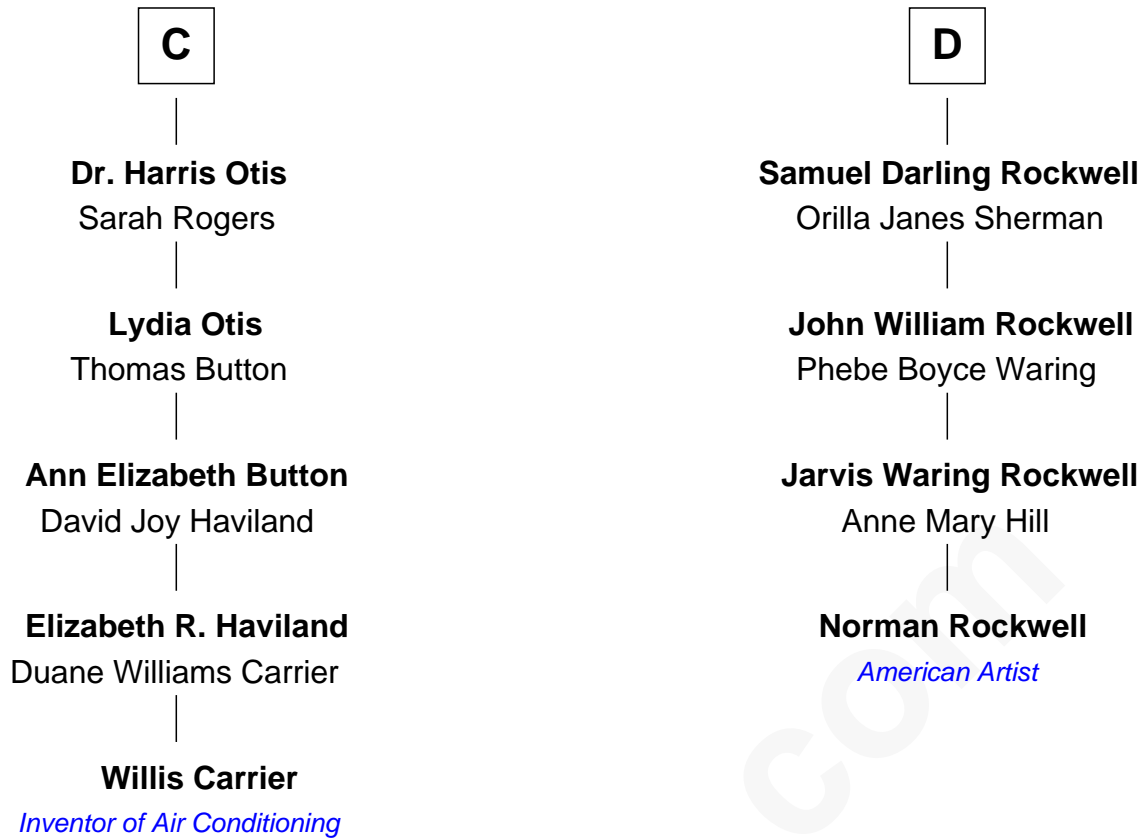 C
Dr. Harris Otis
Sarah Rogers
Lydia Otis
Thomas Button
Ann Elizabeth Button
David Joy Haviland
Elizabeth R. Haviland
Duane Williams Carrier
Willis Carrier
Inventor of Air Conditioning
D
Samuel Darling Rockwell
Orilla Janes Sherman
John William Rockwell
Phebe Boyce Waring
Jarvis Waring Rockwell
Anne Mary Hill
Norman Rockwell
American Artist
com